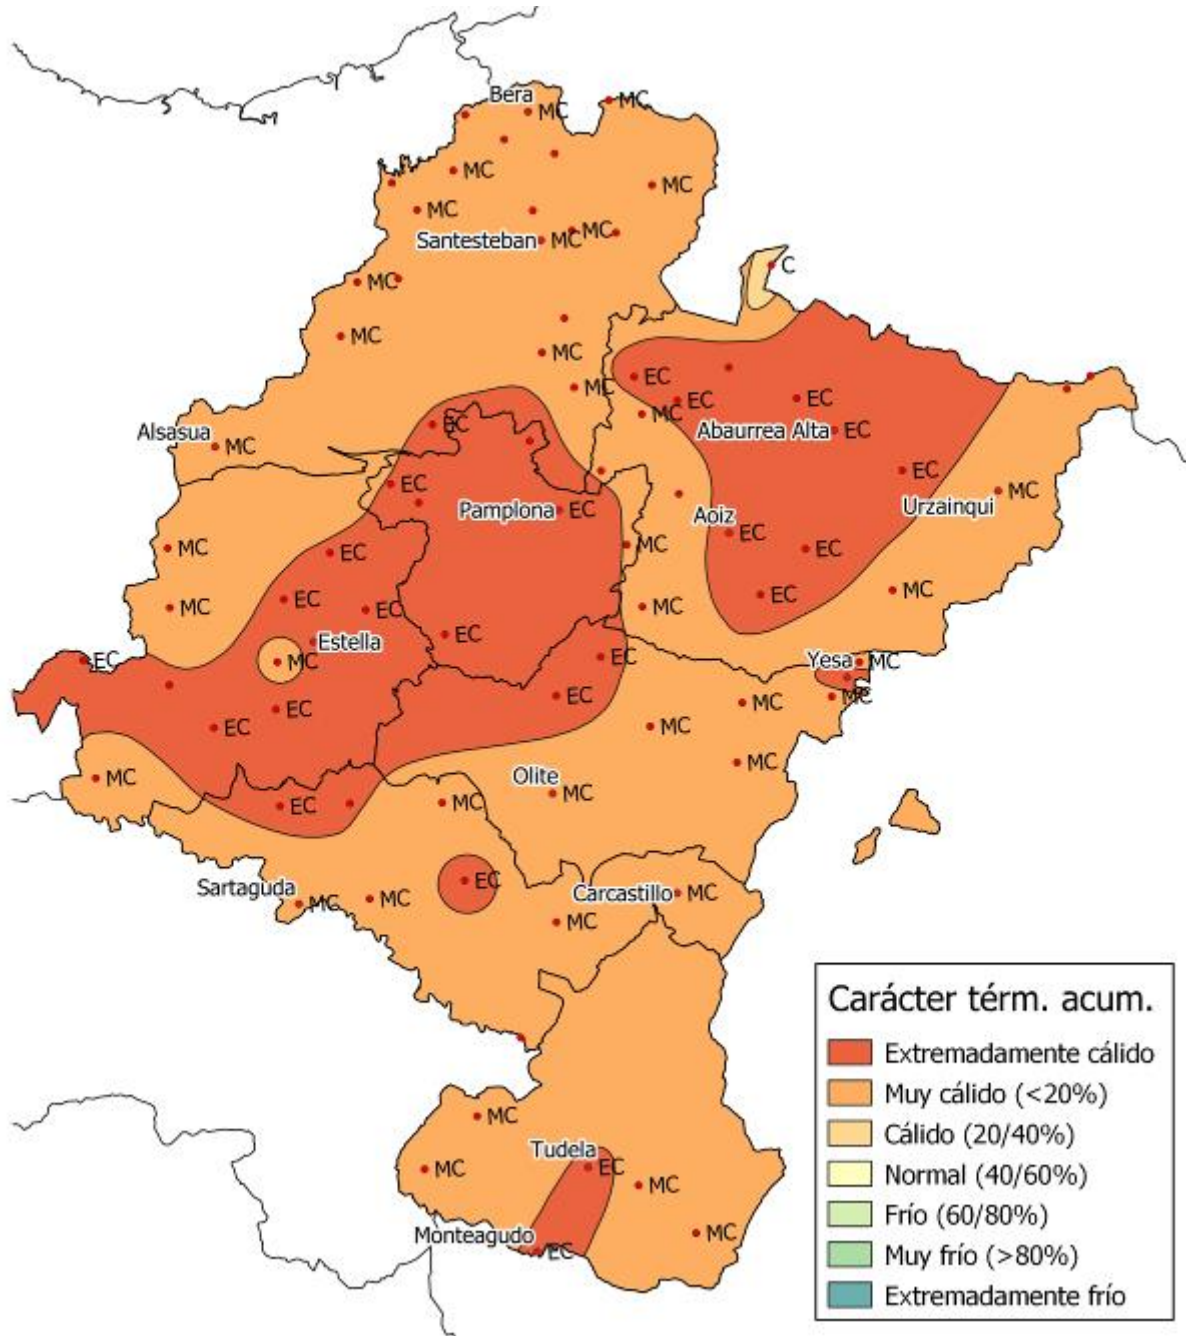 Bera
MC
MC
MC
MC
MC
Santesteban
MC
MC
C
MC
MC
MC
MC
EC
EC
EC
MC
EC
Abaurrea Alta
EC
Alsasua
MC
EC
EC
Urzainqui
MC
Pamplona
EC
Aoiz
EC
MC
EC
MC
EC
EC
EC
MC
EC
EC
Estella
MC
EC
EC
Yesa
MC
EC
EC
MC
MC
EC
EC
MC
MC
MC
Olite
MC
EC
MC
EC
Sartaguda
MC
MC
Carcastillo
MC
MC
Carácter térm. acum.
Extremadamente cálido
Muy cálido (<20%)
Cálido (20/40%)
Normal (40/60%)
Frío (60/80%)
Muy frío (>80%)
Extremadamente frío
MC
Tudela
EC
MC
MC
Monteagudo
EC
MC